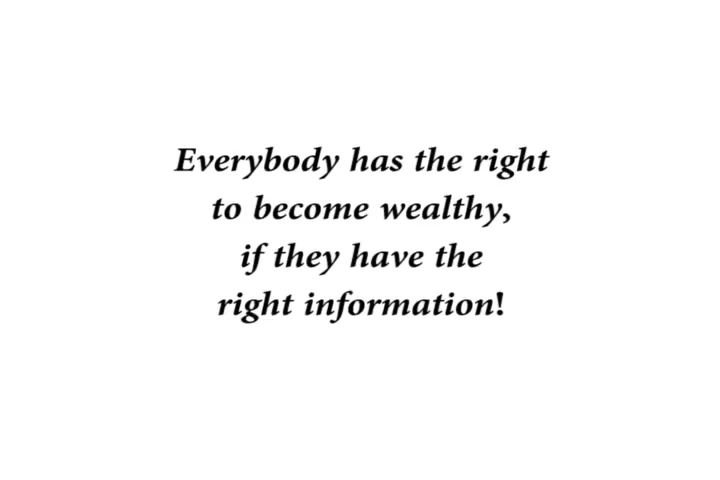 Everybody has the right
to become wealthy,
if they have the
right information!